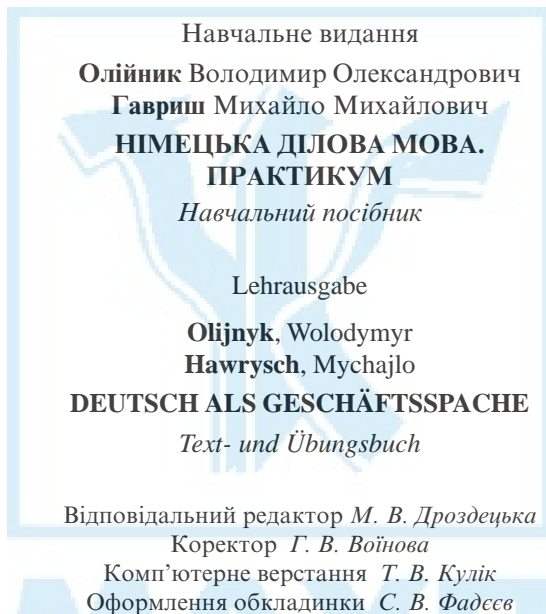 Навчальне видання
Олійник Володимир Олександрович
Гавриш Михайло Михайлович
НІМЕЦЬКА ДІЛОВА МОВА.
ПРАКТИКУМ
Навчальний посібник
Lehrausgabe
Olijnyk, Wolodymyr
Hawrysch, Mychajlo
DEUTSCH ALS GESCHÄFTSSPACHE
Text- und Übungsbuch
Відповідальний редактор М. В. Дроздецька
Коректор Г. В. Воїнова
Комп’ютерне верстання Т. В. Кулік
Оформлення обкладинки С. В. Фадєєв